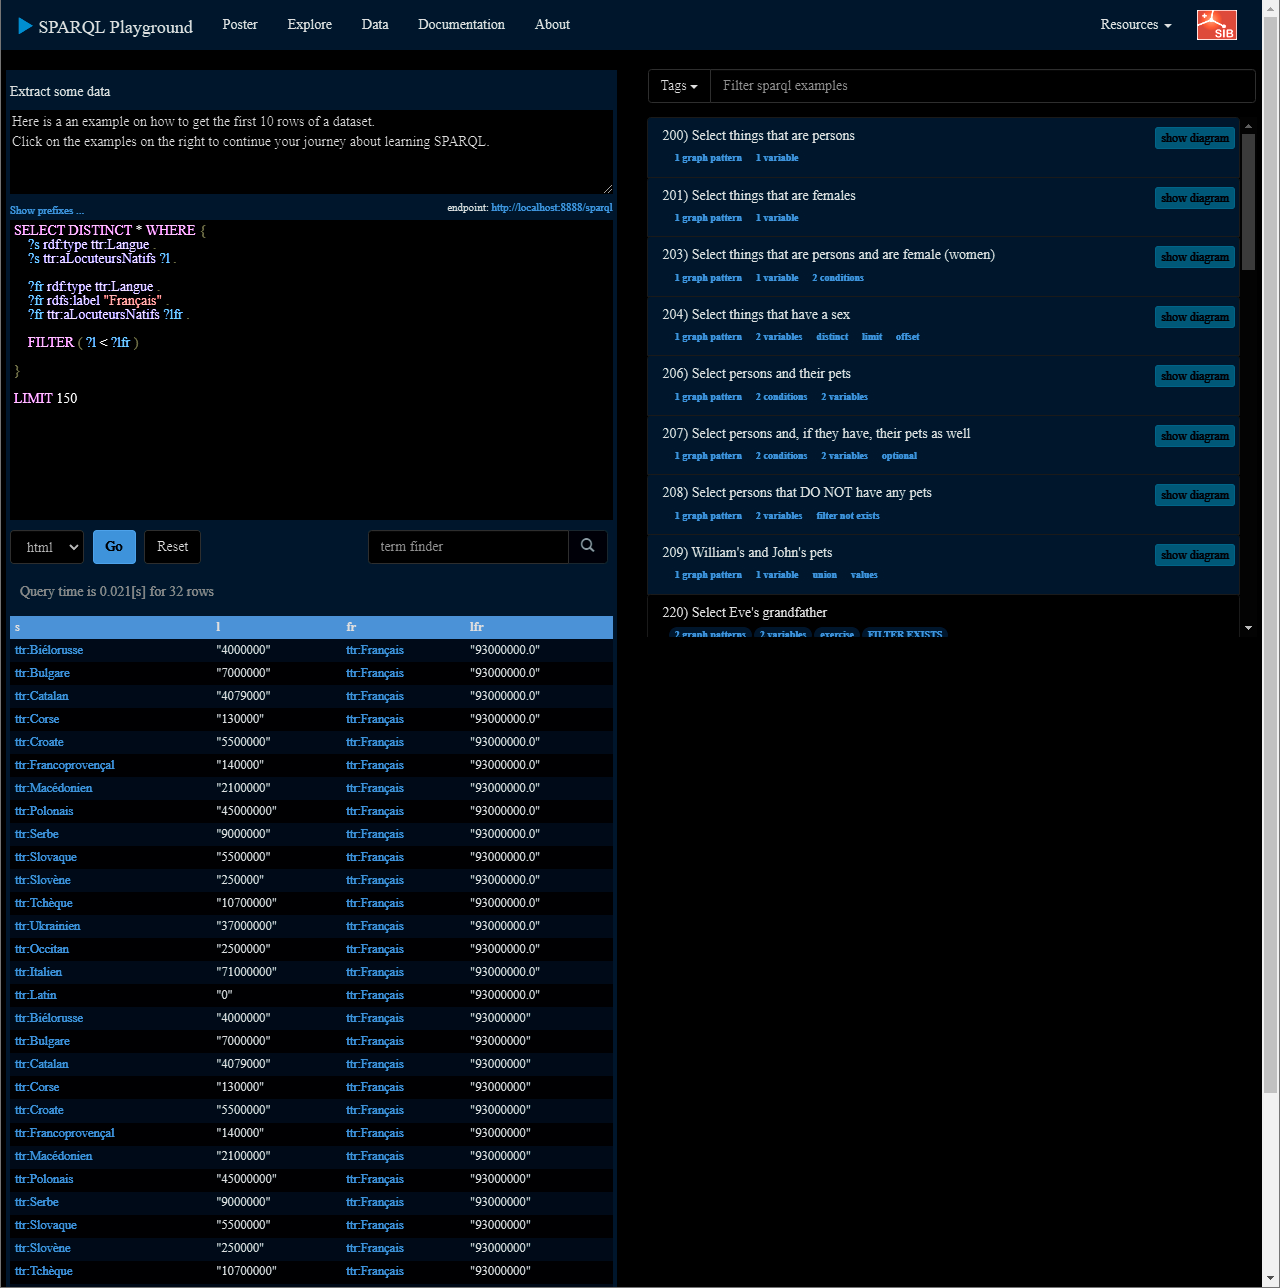 SPARQL Playground Poster Explore Data Documentation About Resources SIB
Extract some data
Here is a an example on how to get the first 10 rows of a dataset.
Click on the examples on the right to continue your journey about learning SPARQL.
Show prefixes ... endpoint: http://localhost:8888/sparql
SELECT DISTINCT * WHERE {
?s rdf:type ttr:Langue .
?s ttr:aLocuteursNatifs ?l .
?fr rdf:type ttr:Langue .
?fr rdfs:label "Français" .
?fr ttr:aLocuteursNatifs ?lfr .
FILTER ( ?l < ?lfr )
}
LIMIT 150
html Go Reset term finder
Query time is 0.021[s] for 32 rows
s l fr lfr
ttr:Biélorusse "4000000" ttr:Français "93000000.0"
ttr:Bulgare "7000000" ttr:Français "93000000.0"
ttr:Catalan "4079000" ttr:Français "93000000.0"
ttr:Corse "130000" ttr:Français "93000000.0"
ttr:Croate "5500000" ttr:Français "93000000.0"
ttr:Francoprovençal "140000" ttr:Français "93000000.0"
ttr:Macédonien "2100000" ttr:Français "93000000.0"
ttr:Polonais "45000000" ttr:Français "93000000.0"
ttr:Serbe "9000000" ttr:Français "93000000.0"
ttr:Slovaque "5500000" ttr:Français "93000000.0"
ttr:Slovène "250000" ttr:Français "93000000.0"
ttr:Tchèque "10700000" ttr:Français "93000000.0"
ttr:Ukrainien "37000000" ttr:Français "93000000.0"
ttr:Occitan "2500000" ttr:Français "93000000.0"
ttr:Italien "71000000" ttr:Français "93000000.0"
ttr:Latin "0" ttr:Français "93000000.0"
ttr:Biélorusse "4000000" ttr:Français "93000000"
ttr:Bulgare "7000000" ttr:Français "93000000"
ttr:Catalan "4079000" ttr:Français "93000000"
ttr:Corse "130000" ttr:Français "93000000"
ttr:Croate "5500000" ttr:Français "93000000"
ttr:Francoprovençal "140000" ttr:Français "93000000"
ttr:Macédonien "2100000" ttr:Français "93000000"
ttr:Polonais "45000000" ttr:Français "93000000"
ttr:Serbe "9000000" ttr:Français "93000000"
ttr:Slovaque "5500000" ttr:Français "93000000"
ttr:Slovène "250000" ttr:Français "93000000"
ttr:Tchèque "10700000" ttr:Français "93000000"
Tags Filter sparql examples
200) Select things that are persons show diagram
1 graph pattern 1 variable
201) Select things that are females show diagram
1 graph pattern 1 variable
203) Select things that are persons and are female (women) show diagram
1 graph pattern 1 variable 2 conditions
204) Select things that have a sex show diagram
1 graph pattern 2 variables distinct limit offset
206) Select persons and their pets show diagram
1 graph pattern 2 conditions 2 variables
207) Select persons and, if they have, their pets as well show diagram
1 graph pattern 2 conditions 2 variables optional
208) Select persons that DO NOT have any pets show diagram
1 graph pattern 2 variables filter not exists
209) William's and John's pets show diagram
1 graph pattern 1 variable union values
220) Select Eve's grandfather
2 graph patterns 2 variables exercise FILTER EXISTS